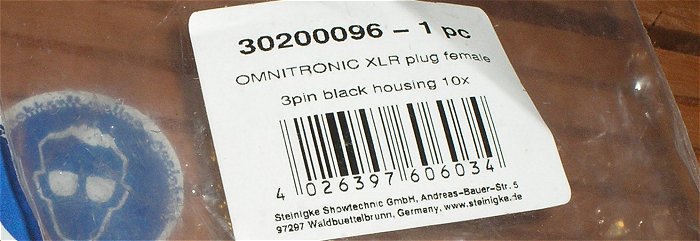 30200096 – 1 pc
OMNITRONIC XLR plug female
3pin black housing 10x
4 026397 606034
Steinigke Showtechnic GmbH, Andreas-Bauer-Str. 5
97297 Waldbuettelbrunn, Germany, www.steinigke.de